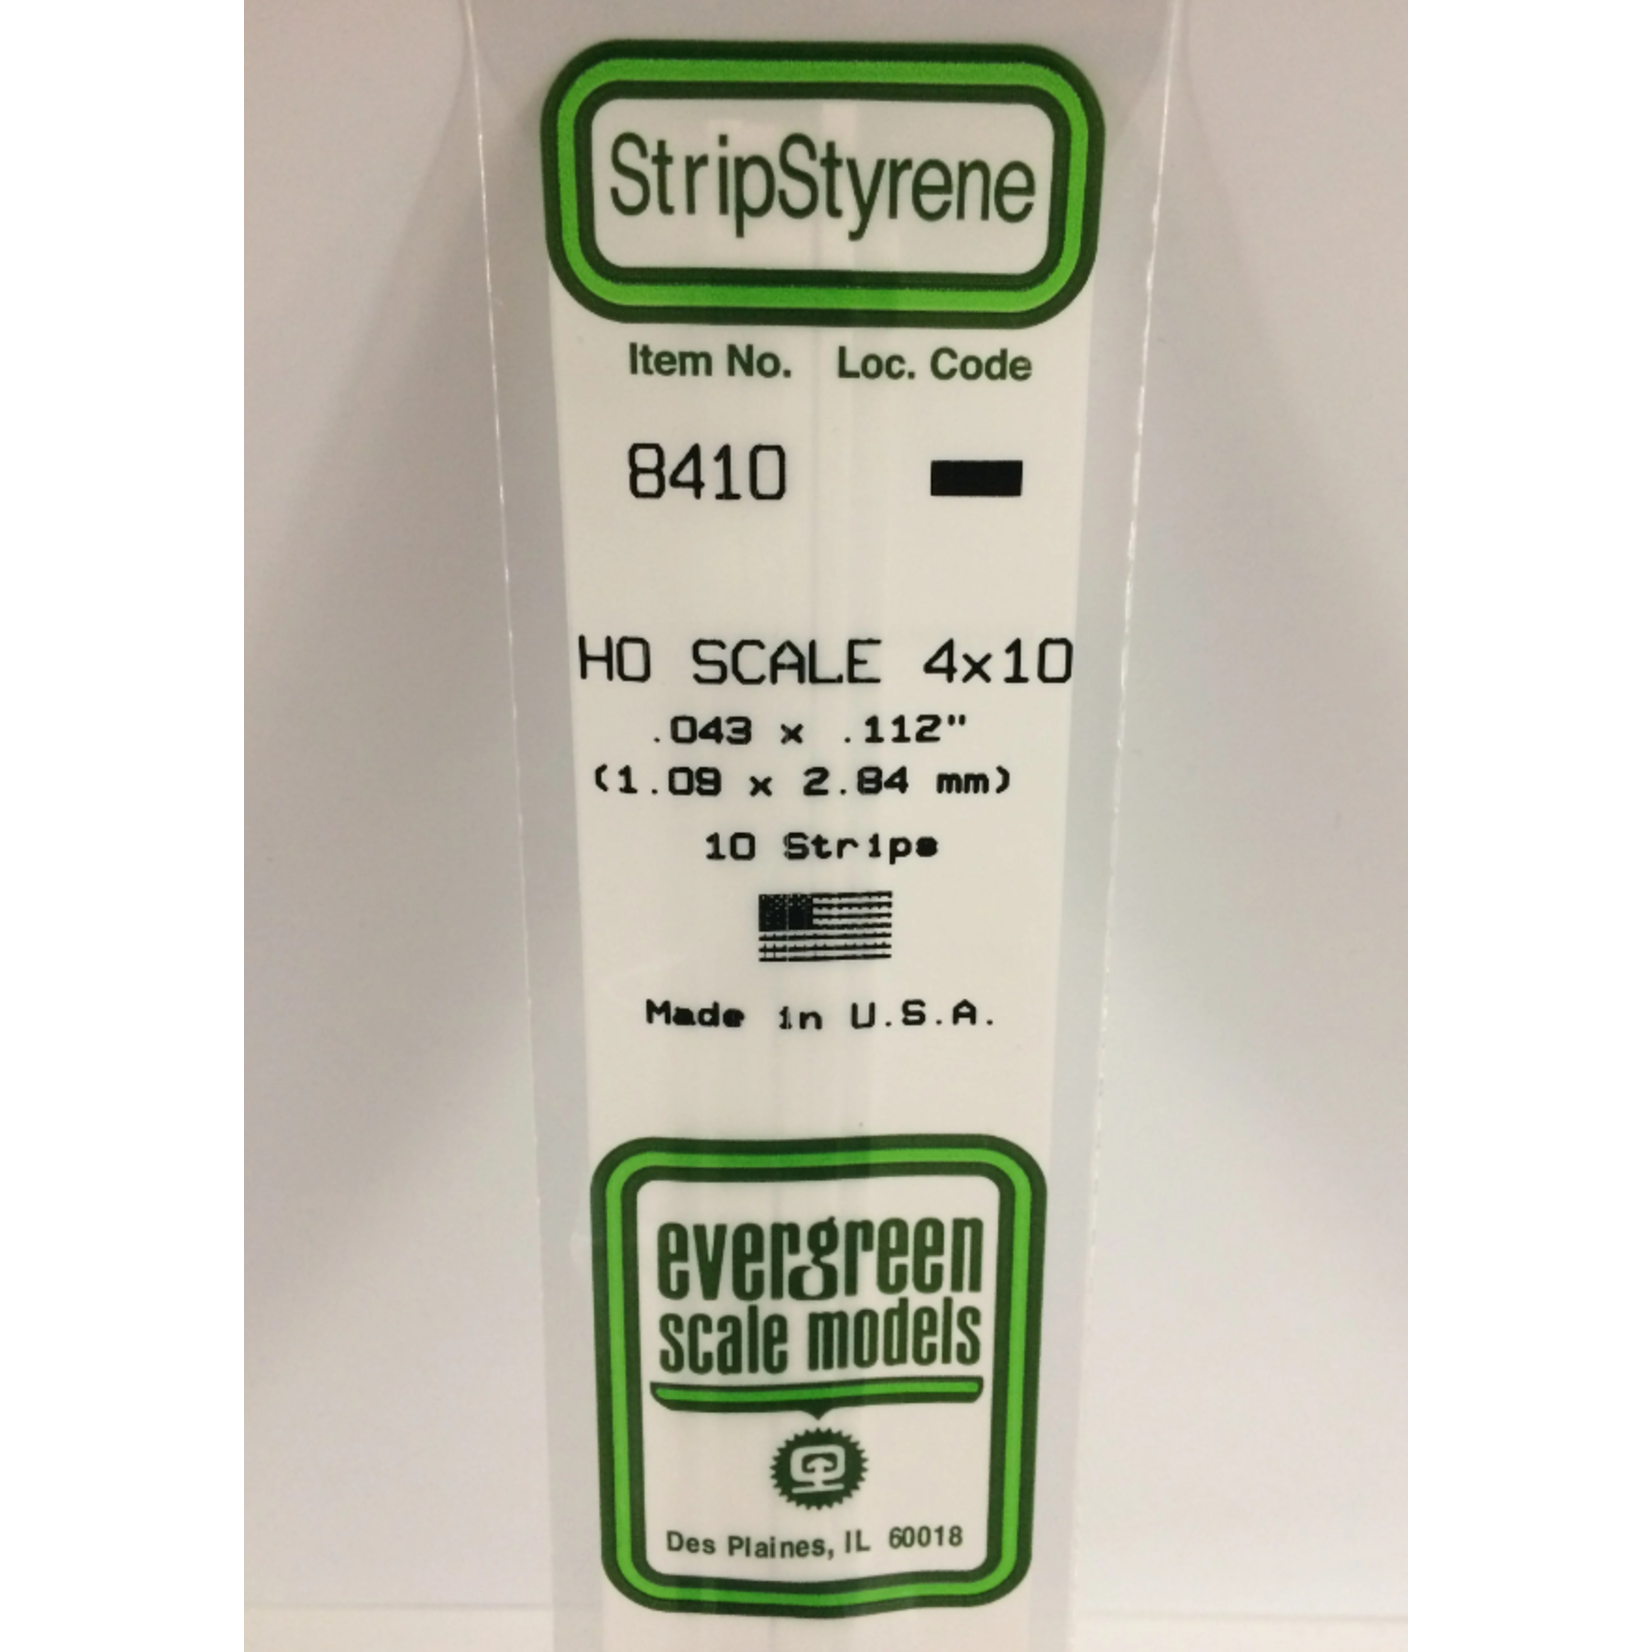 StripStyrene
Item No. Loc. Code
8410
HO SCALE 4x10
.043 x .112"
(1.09 x 2.84 mm)
10 Strips
Made in U.S.A.
evergreen
scale models
Des Plaines, IL 60018